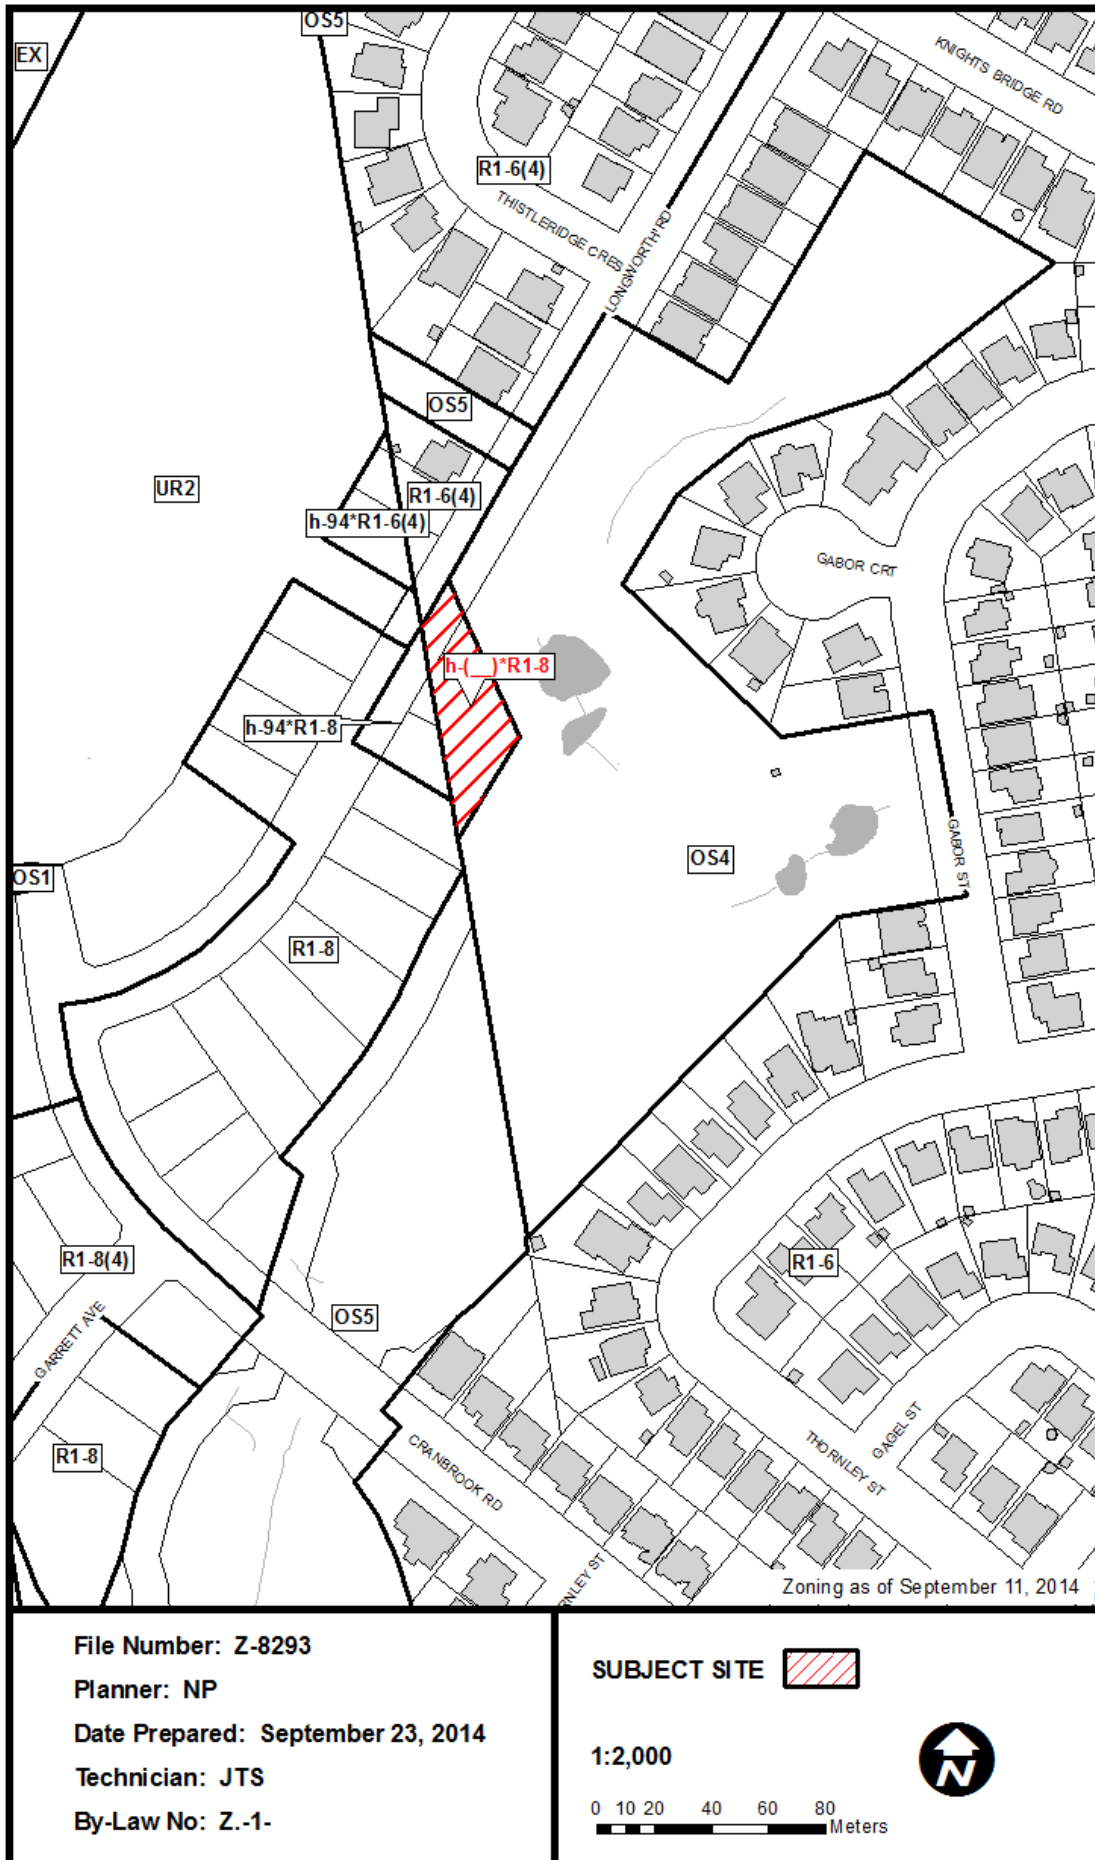 OS5
EX
KNIGHTS BRIDGE RD
R1-6(4)
THISTLERIDGE CRES
LONGWORTH RD
OS5
UR2
R1-6(4)
h-94*R1-6(4)
GABOR CRT
h-(__)*R1-8
h-94*R1-8
GABOR ST
OS4
OS1
R1-8
R1-8(4)
R1-6
OS5
GARRETT AVE
GAGEL ST
THORNLEY ST
CRANBROOK RD
R1-8
RNLEY ST
Zoning as of September 11, 2014
File Number: Z-8293
Planner: NP
Date Prepared: September 23, 2014
Technician: JTS
By-Law No: Z.-1-
SUBJECT SITE
1:2,000
N
0 10 20 40 60 80
Meters